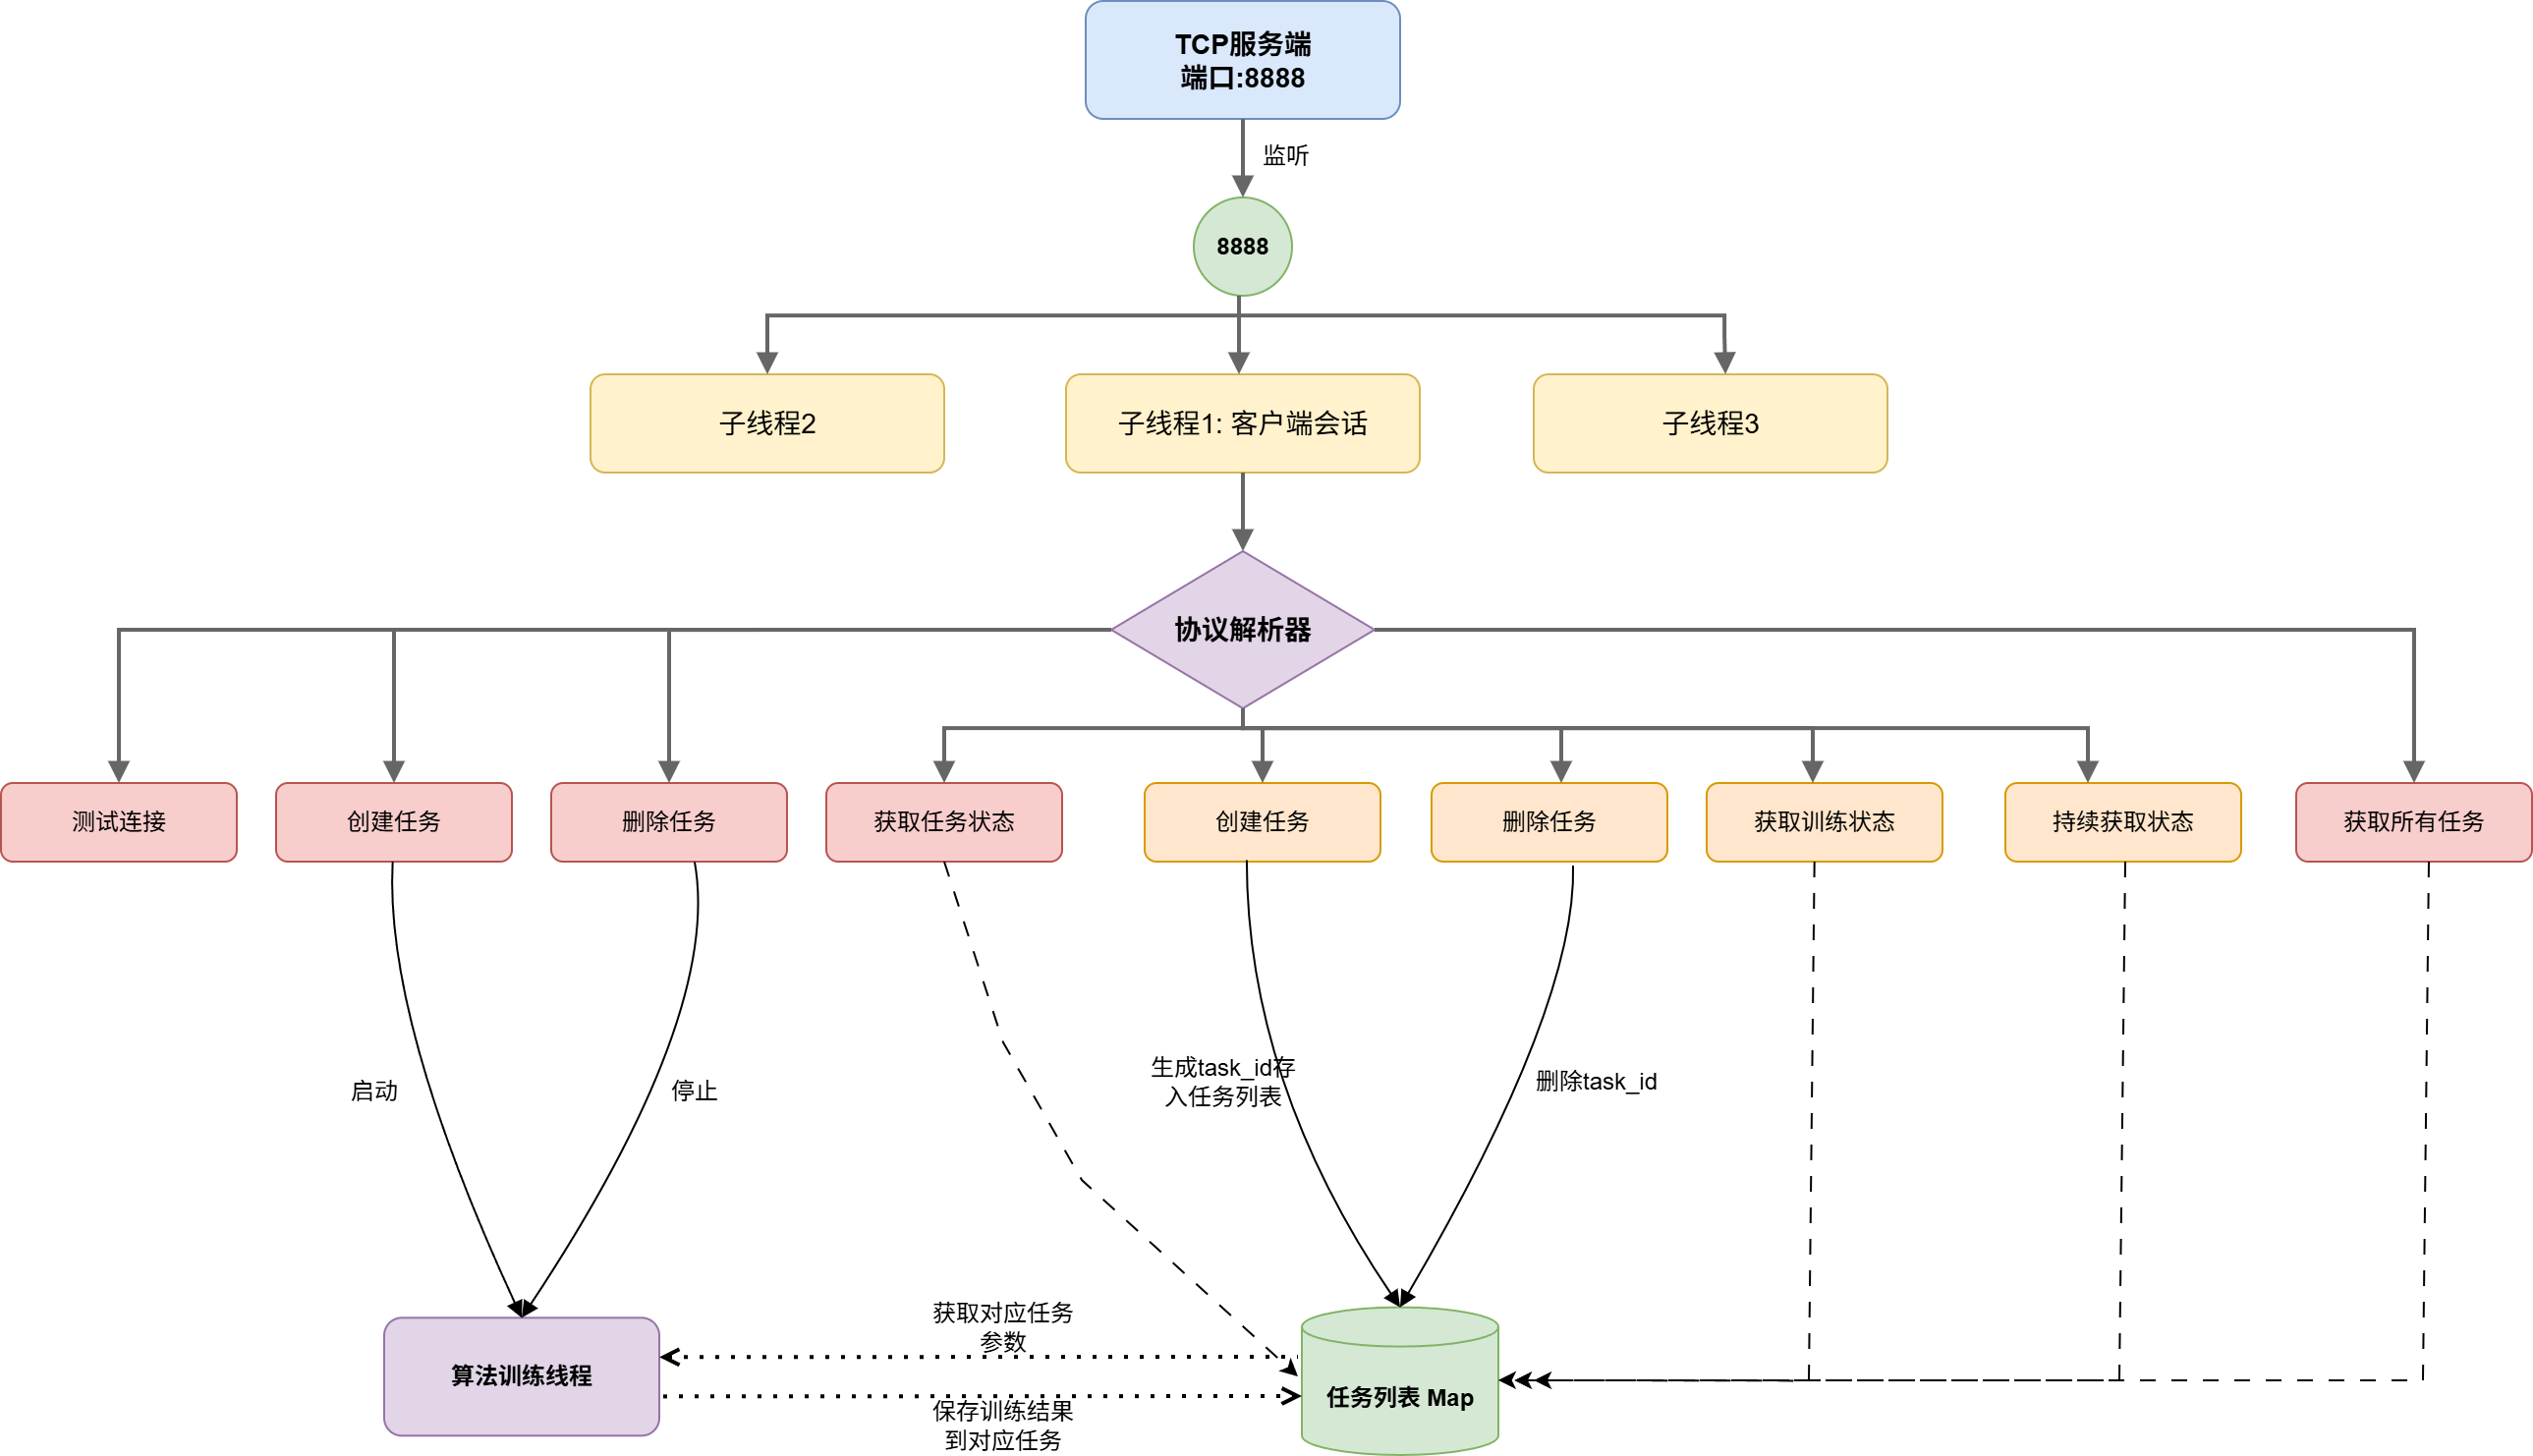 TCP服务端
端口:8888
监听
8888
子线程2
子线程1: 客户端会话
子线程3
协议解析器
测试连接
创建任务
删除任务
获取任务状态
创建任务
删除任务
获取训练状态
持续获取状态
获取所有任务
启动
停止
生成task_id存
入任务列表
删除task_id
获取对应任务
参数
算法训练线程
任务列表 Map
保存训练结果
到对应任务